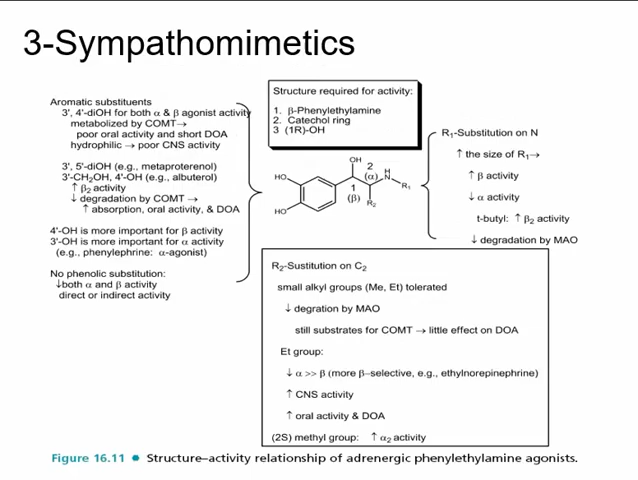 3-Sympathomimetics
Aromatic substituents
3', 4'-diOH for both α & β agonist activity
metabolized by COMT→
poor oral activity and short DOA
hydrophilic → poor CNS activity
3', 5'-diOH (e.g., metaproterenol)
3'-CH₂OH, 4'-OH (e.g., albuterol)
↑ β₂ activity
↓ degradation by COMT →
↑ absorption, oral activity, & DOA
4'-OH is more important for β activity
3'-OH is more important for α activity
(e.g., phenylephrine: α-agonist)
No phenolic substitution:
↓both α and β activity
direct or indirect activity
Structure required for activity:
1. β-Phenylethylamine
2. Catechol ring
3 (1R)-OH
OH
2
H
HO
(α)
N
R₁
1
(β)
R₂
HO
R₁-Substitution on N
↑ the size of R₁→
↑ β activity
↓ α activity
t-butyl: ↑ β₂ activity
↓ degradation by MAO
R₂-Sustitution on C₂
small alkyl groups (Me, Et) tolerated
↓ degration by MAO
still substrates for COMT → little effect on DOA
Et group:
↓ α >> β (more β–selective, e.g., ethylnorepinephrine)
↑ CNS activity
↑ oral activity & DOA
(2S) methyl group: ↑ α₂ activity
Figure 16.11 ● Structure–activity relationship of adrenergic phenylethylamine agonists.